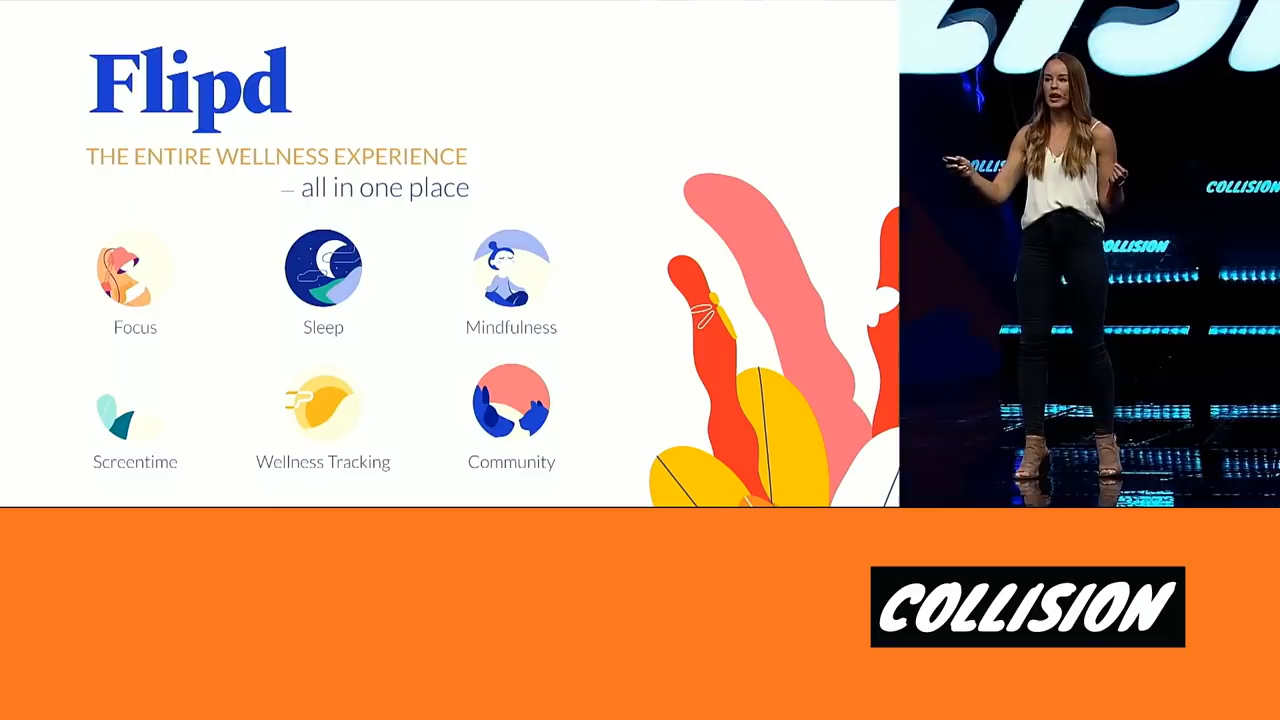 Flipd
THE ENTIRE WELLNESS EXPERIENCE
– all in one place
Focus
Sleep
Mindfulness
Screentime
Wellness Tracking
Community
COLLISION
COLLISION
COLLISION